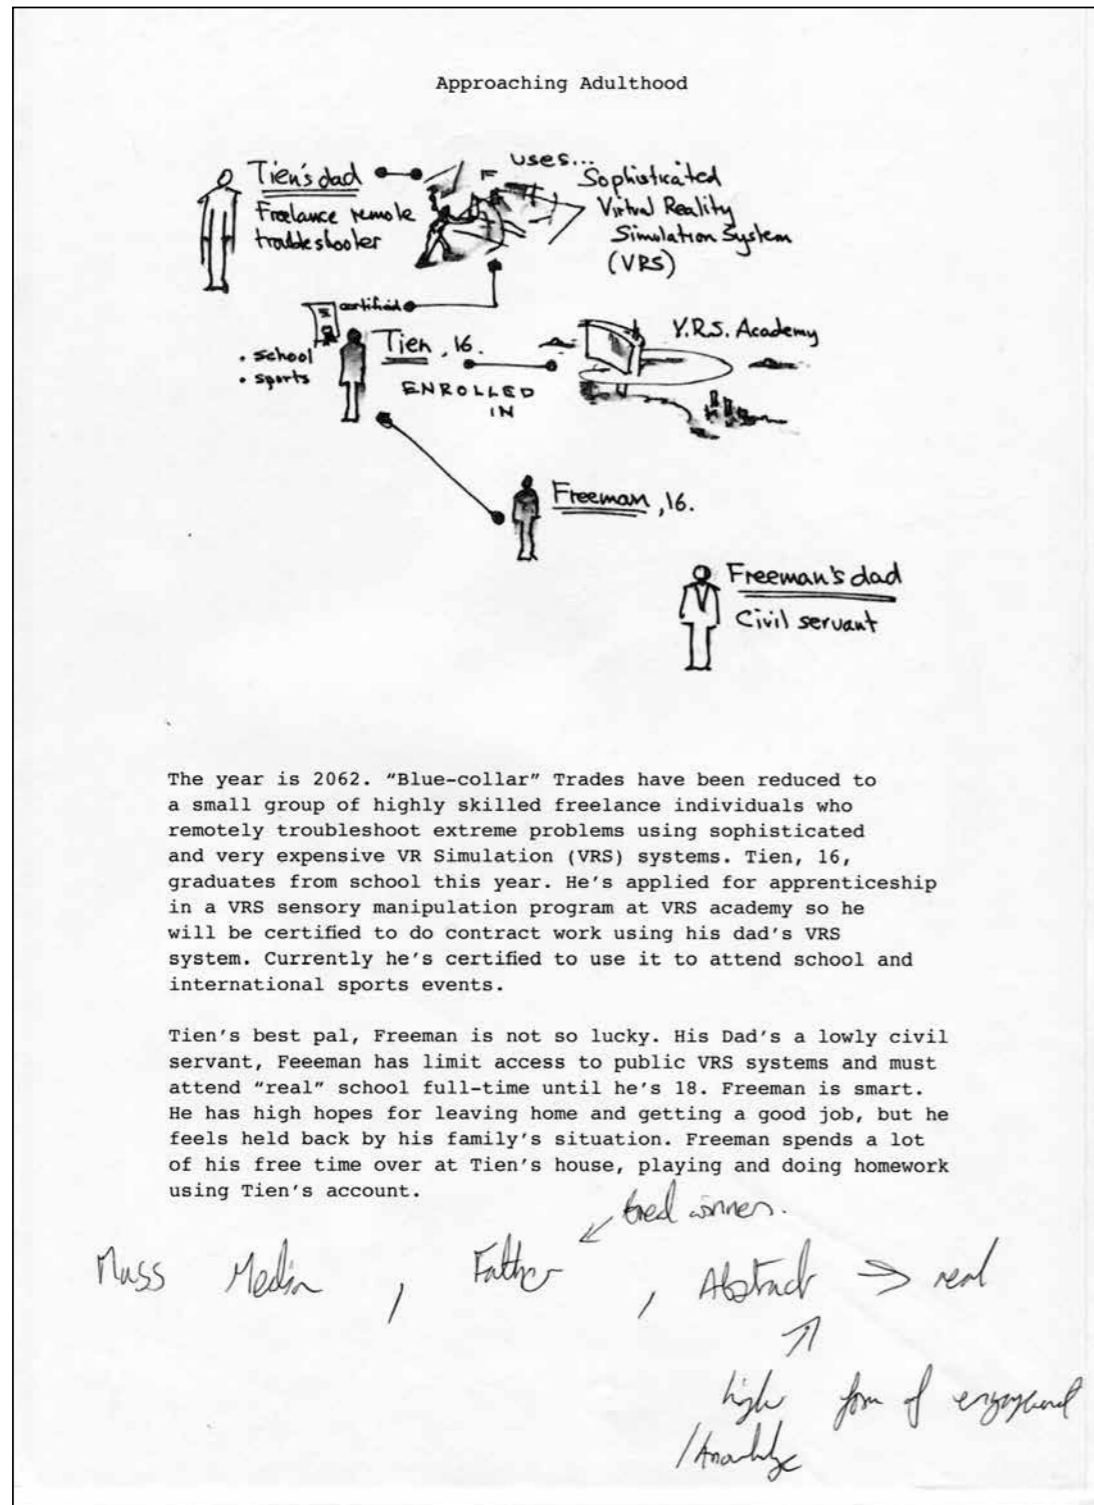 Approaching Adulthood
Tien's dad
Freelance remote
troubleshooter
uses...
Sophisticated
Virtual Reality
Simulation System
(VRS)
certified
• school
• sports
Tien, 16.
ENROLLED
IN
V.R.S. Academy
Freeman, 16.
Freeman's dad
Civil servant
The year is 2062. “Blue-collar” Trades have been reduced to
a small group of highly skilled freelance individuals who
remotely troubleshoot extreme problems using sophisticated
and very expensive VR Simulation (VRS) systems. Tien, 16,
graduates from school this year. He’s applied for apprenticeship
in a VRS sensory manipulation program at VRS academy so he
will be certified to do contract work using his dad’s VRS
system. Currently he’s certified to use it to attend school and
international sports events.
Tien’s best pal, Freeman is not so lucky. His Dad’s a lowly civil
servant, Feeeman has limit access to public VRS systems and must
attend “real” school full-time until he’s 18. Freeman is smart.
He has high hopes for leaving home and getting a good job, but he
feels held back by his family’s situation. Freeman spends a lot
of his free time over at Tien’s house, playing and doing homework
using Tien’s account.
bred winner.
Mass Media, Father, Abstract ⇒ real
high form of engagement
/knowledge